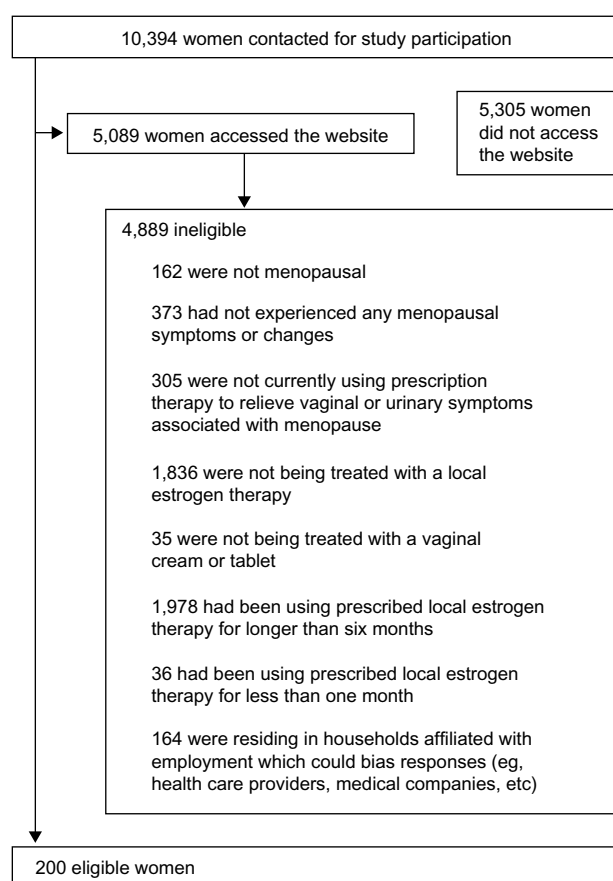 10,394 women contacted for study participation
5,089 women accessed the website
5,305 women
did not access
the website
4,889 ineligible
162 were not menopausal
373 had not experienced any menopausal
symptoms or changes
305 were not currently using prescription
therapy to relieve vaginal or urinary symptoms
associated with menopause
1,836 were not being treated with a local
estrogen therapy
35 were not being treated with a vaginal
cream or tablet
1,978 had been using prescribed local estrogen
therapy for longer than six months
36 had been using prescribed local estrogen
therapy for less than one month
164 were residing in households affiliated with
employment which could bias responses (eg,
health care providers, medical companies, etc)
200 eligible women